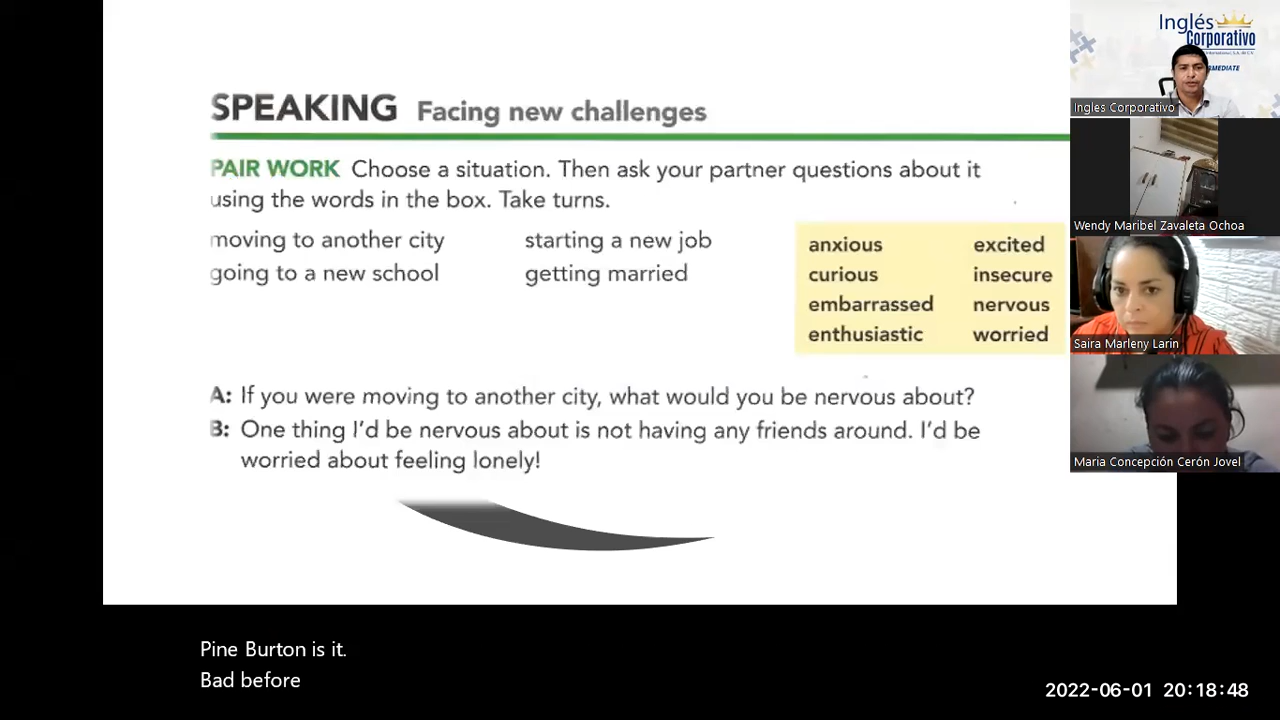 SPEAKING Facing new challenges
PAIR WORK Choose a situation. Then ask your partner questions about it
using the words in the box. Take turns.
moving to another city starting a new job
going to a new school getting married
anxious excited
curious insecure
embarrassed nervous
enthusiastic worried
A: If you were moving to another city, what would you be nervous about?
B: One thing I'd be nervous about is not having any friends around. I'd be
worried about feeling lonely!
Inglés
Corporativo
Ingles Corporativo
Wendy Maribel Zavaleta Ochoa
Saira Marleny Larin
Maria Concepción Cerón Jovel
Pine Burton is it.
Bad before
2022-06-01 20:18:48